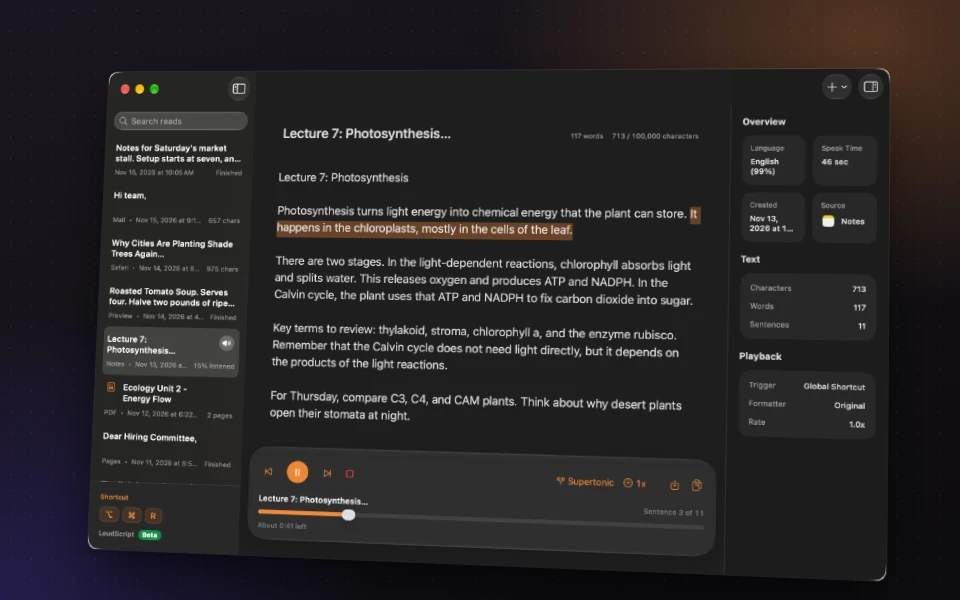 Search reads
Notes for Saturday's market
stall. Setup starts at seven, an...
Nov 15, 2026 at 10:05 AM Finished
Hi team,
Mail • Nov 15, 2026 at 9:1... 657 chars
Why Cities Are Planting Shade
Trees Again...
Safari • Nov 14, 2026 at 8... 975 chars
Roasted Tomato Soup. Serves
four. Halve two pounds of ripe...
Preview • Nov 14, 2026 at 4... Finished
Lecture 7:
Photosynthesis...
Notes • Nov 13, 2026 a... 15% listened
Ecology Unit 2 -
Energy Flow
PDF • Nov 12, 2026 at 6:23... 2 pages
Dear Hiring Committee,
Pages • Nov 11, 2026 at 8:5... Finished
Shortcut
⌥ ⌘ R
LoudScript Beta
Lecture 7: Photosynthesis...
117 words 713 / 100,000 characters
Lecture 7: Photosynthesis
Photosynthesis turns light energy into chemical energy that the plant can store. It
happens in the chloroplasts, mostly in the cells of the leaf.
There are two stages. In the light-dependent reactions, chlorophyll absorbs light
and splits water. This releases oxygen and produces ATP and NADPH. In the
Calvin cycle, the plant uses that ATP and NADPH to fix carbon dioxide into sugar.
Key terms to review: thylakoid, stroma, chlorophyll a, and the enzyme rubisco.
Remember that the Calvin cycle does not need light directly, but it depends on
the products of the light reactions.
For Thursday, compare C3, C4, and CAM plants. Think about why desert plants
open their stomata at night.
Supertonic 1x
Lecture 7: Photosynthesis...
Sentence 3 of 11
About 0:41 left
Overview
Language
English
(99%)
Speak Time
46 sec
Created
Nov 13,
2026 at 1...
Source
Notes
Text
Characters 713
Words 117
Sentences 11
Playback
Trigger Global Shortcut
Formatter Original
Rate 1.0x